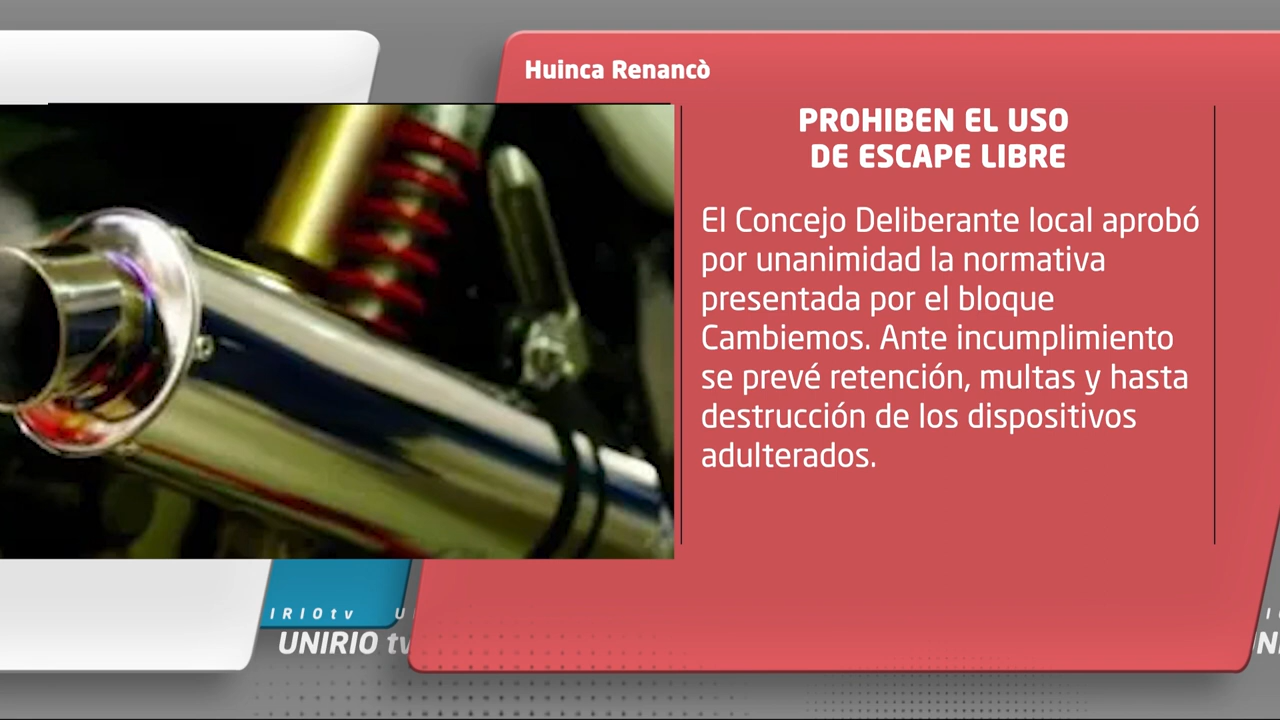 Huinca Renancò
PROHIBEN EL USO
DE ESCAPE LIBRE
El Concejo Deliberante local aprobó
por unanimidad la normativa
presentada por el bloque
Cambiemos. Ante incumplimiento
se prevé retención, multas y hasta
destrucción de los dispositivos
adulterados.
IRIOtv U
UNIRIO tv